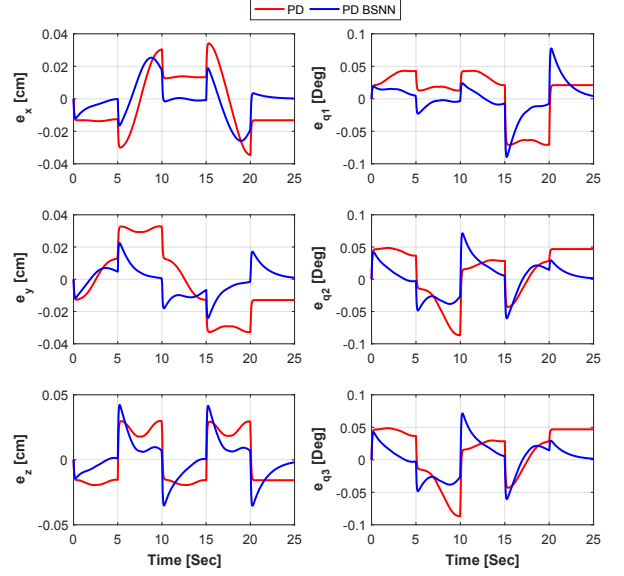 PD PD BSNN
0.04
0.02
0
-0.02
-0.04
e_x [cm]
0 5 10 15 20 25
0.1
0.05
0
-0.05
-0.1
e_q1 [Deg]
0 5 10 15 20 25
0.04
0.02
0
-0.02
-0.04
e_y [cm]
0 5 10 15 20 25
0.1
0.05
0
-0.05
-0.1
e_q2 [Deg]
0 5 10 15 20 25
0.05
0
-0.05
e_z [cm]
0 5 10 15 20 25
Time [Sec]
0.1
0.05
0
-0.05
-0.1
e_q3 [Deg]
0 5 10 15 20 25
Time [Sec]